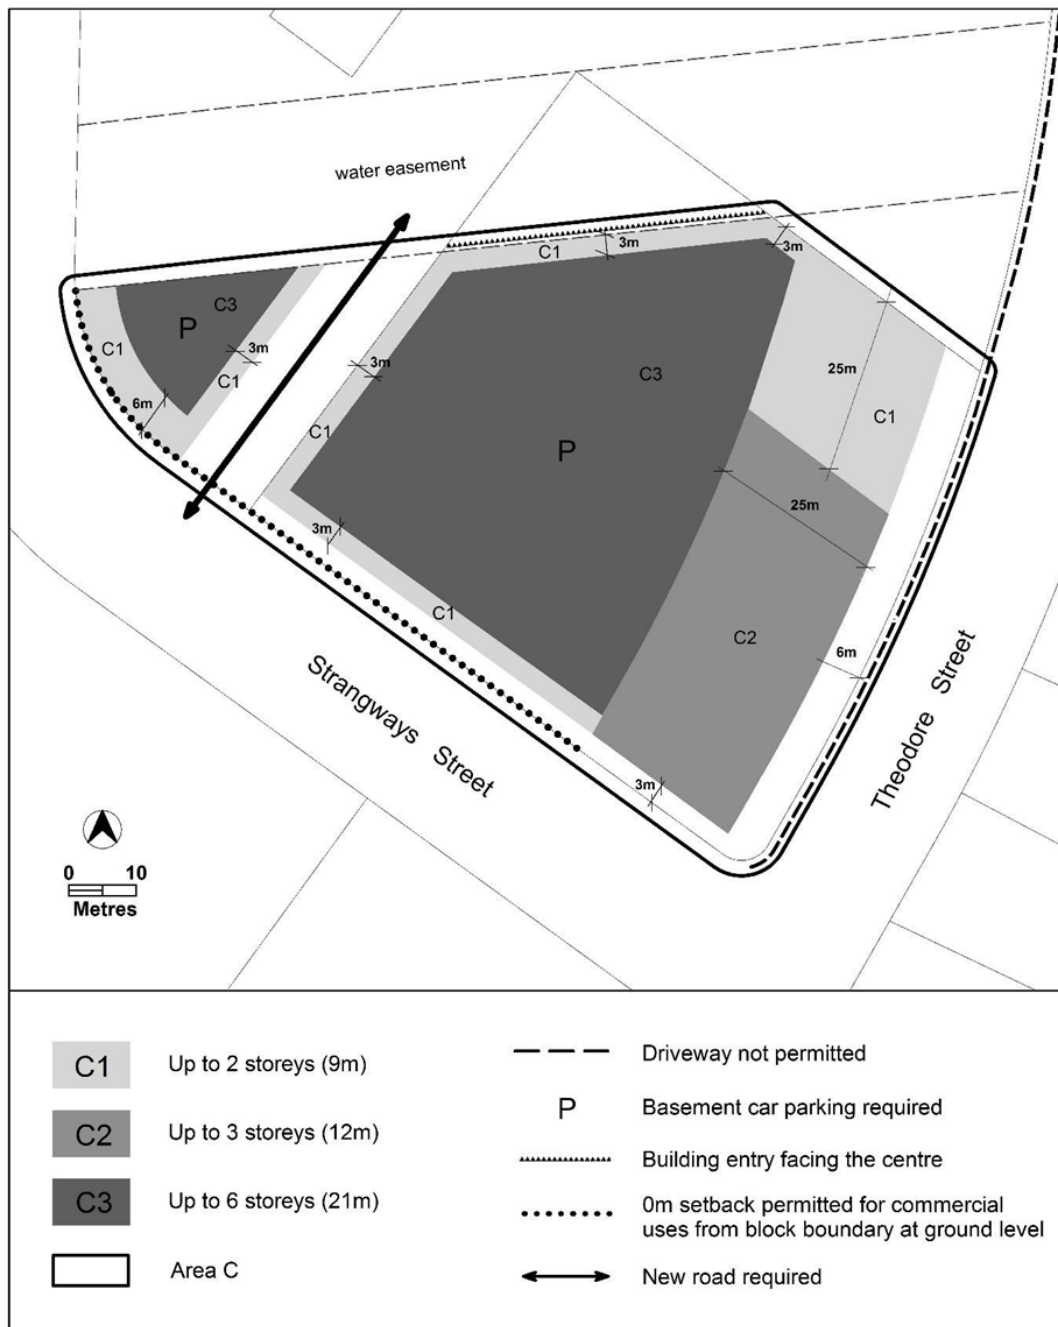 water easement
C1
3m
3m
C3
P
C1
3m
C1
6m
3m
C3
25m
C1
C1
P
25m
3m
C1
C2
6m
Strangways Street
Theodore Street
3m
0 10
Metres
C1 Up to 2 storeys (9m)
C2 Up to 3 storeys (12m)
C3 Up to 6 storeys (21m)
Area C
Driveway not permitted
P Basement car parking required
Building entry facing the centre
0m setback permitted for commercial
uses from block boundary at ground level
New road required